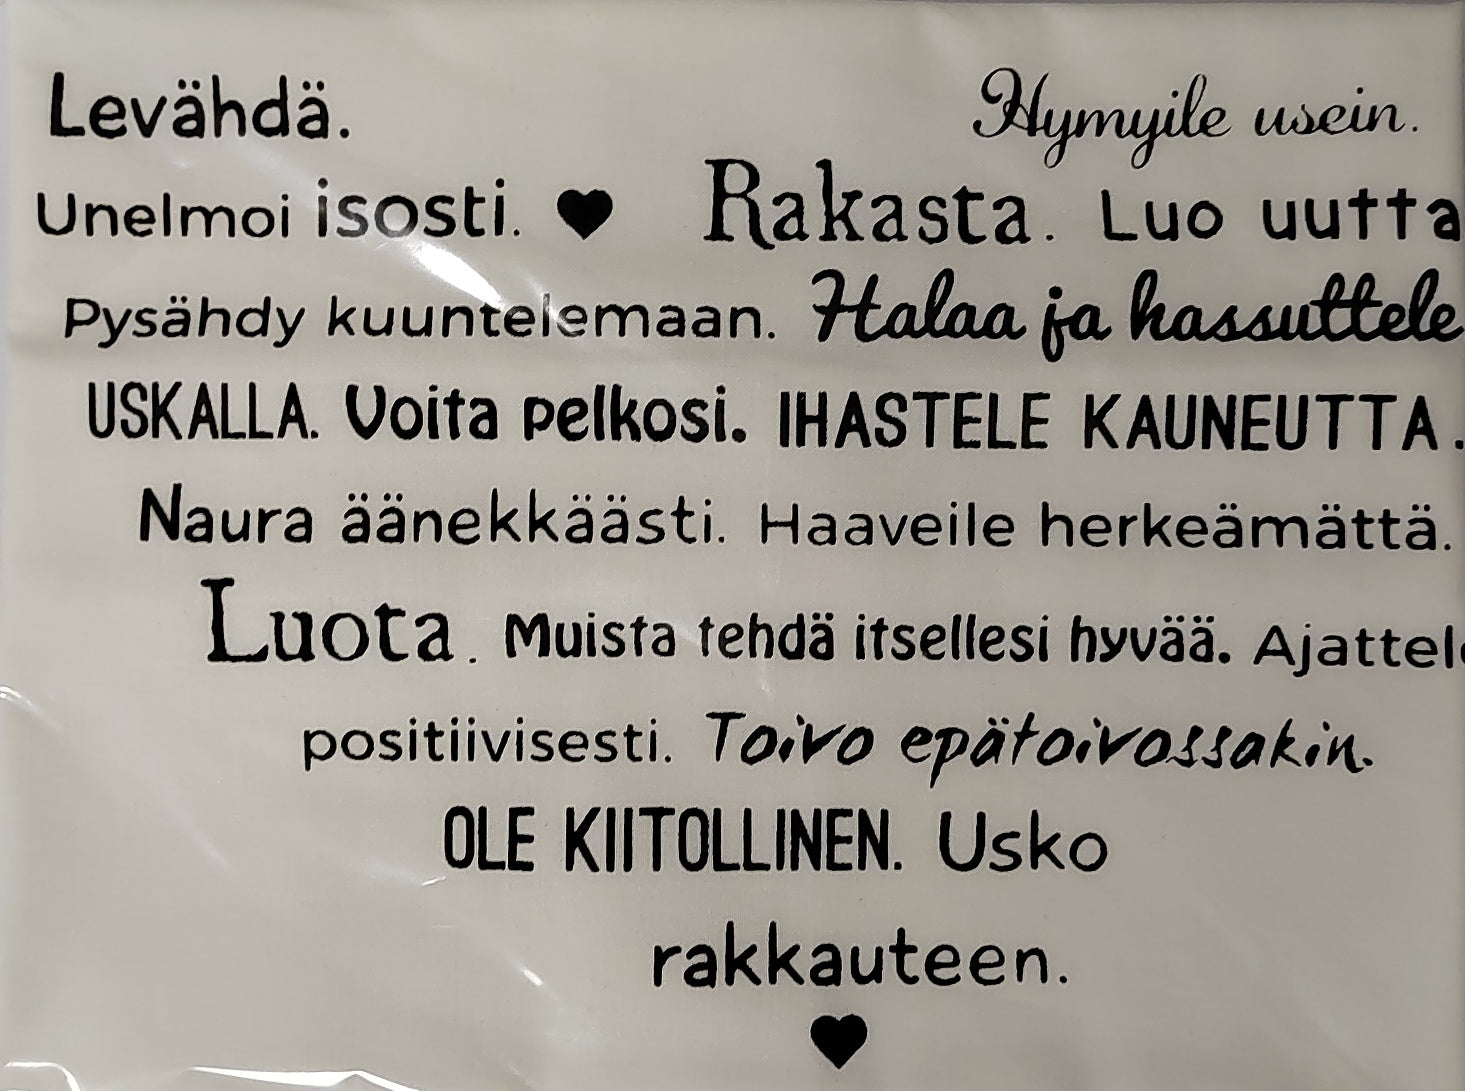 Levähdä. Hymyile usein.
Unelmoi isosti. ♥ Rakasta. Luo uutta
Pysähdy kuuntelemaan. Halaa ja hassuttele
USKALLA. Voita pelkosi. IHASTELE KAUNEUTTA.
Naura äänekkäästi. Haaveile herkeämättä.
Luota. Muista tehdä itsellesi hyvää. Ajattel
positiivisesti. Toivo epätoivossakin.
OLE KIITOLLINEN. Usko
rakkauteen.
♥